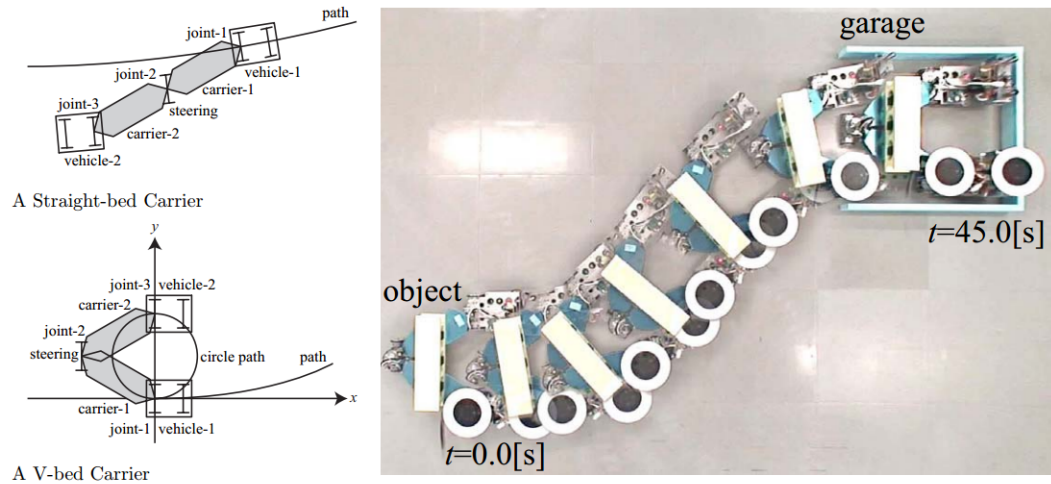 path
joint-1
joint-2
vehicle-1
carrier-1
joint-3
steering
carrier-2
vehicle-2
A Straight-bed Carrier
y
joint-3 vehicle-2
carrier-2
joint-2
steering
circle path
path
x
carrier-1
joint-1 vehicle-1
A V-bed Carrier
garage
t=45.0[s]
object
t=0.0[s]